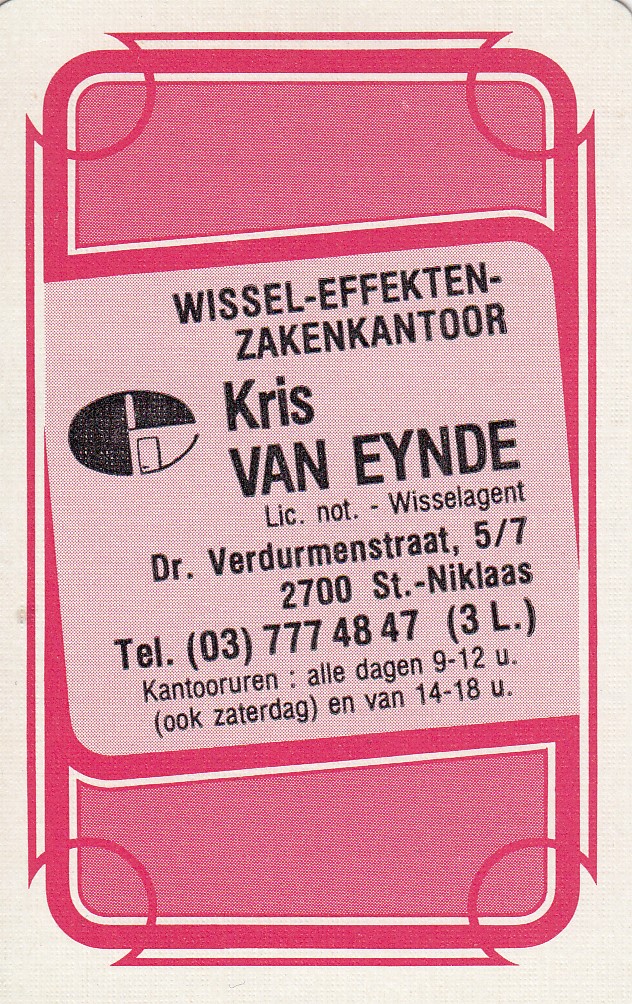 WISSEL-EFFEKTEN-
ZAKENKANTOOR
Kris
VAN EYNDE
Lic. not. - Wisselagent
Dr. Verdurmenstraat, 5/7
2700 St.-Niklaas
Tel. (03) 777 48 47 (3 L.)
Kantooruren : alle dagen 9-12 u.
(ook zaterdag) en van 14-18 u.